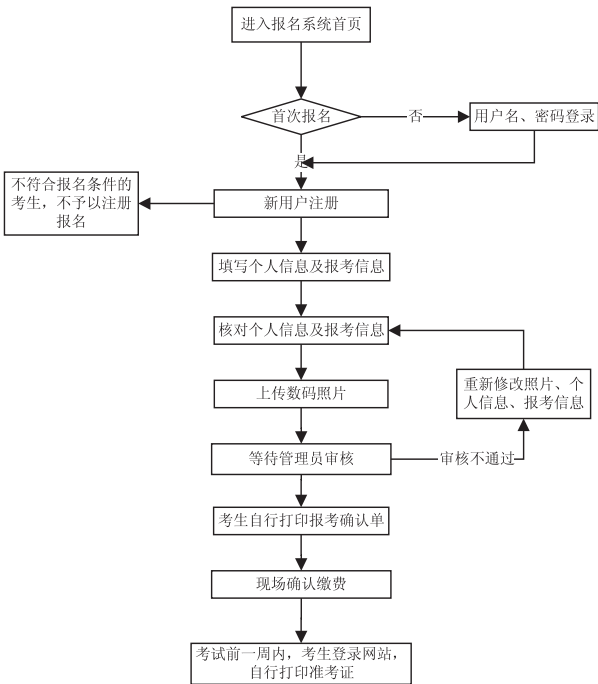 进入报名系统首页
首次报名
否
用户名、密码登录
是
不符合报名条件的
考生，不予以注册
报名
新用户注册
填写个人信息及报考信息
核对个人信息及报考信息
上传数码照片
重新修改照片、个
人信息、报考信息
等待管理员审核
审核不通过
考生自行打印报考确认单
现场确认缴费
考试前一周内，考生登录网站，
自行打印准考证